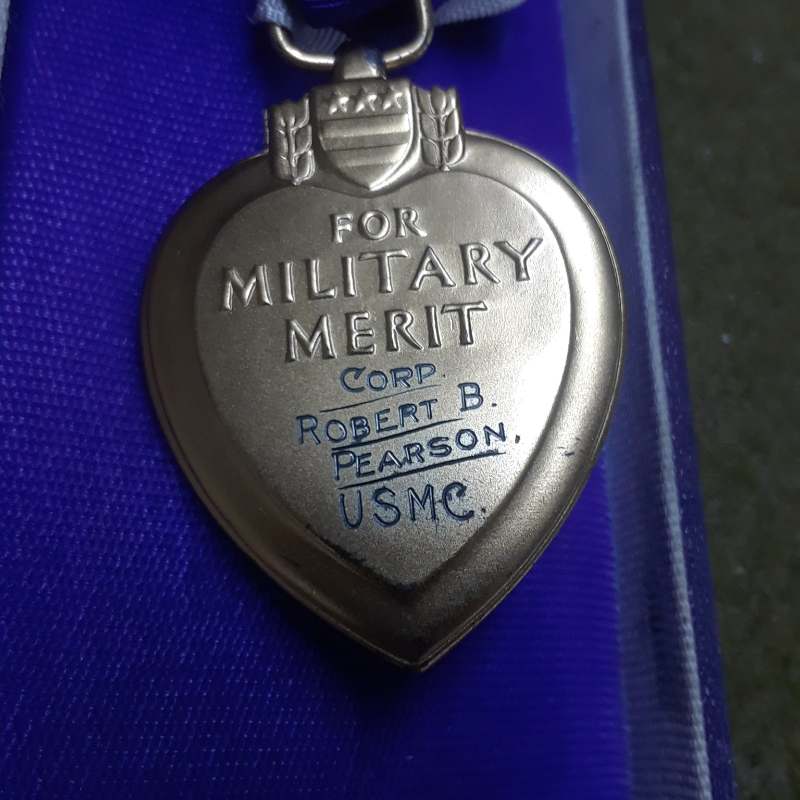 FOR
MILITARY
MERIT
CORP.
ROBERT B.
PEARSON,
USMC.